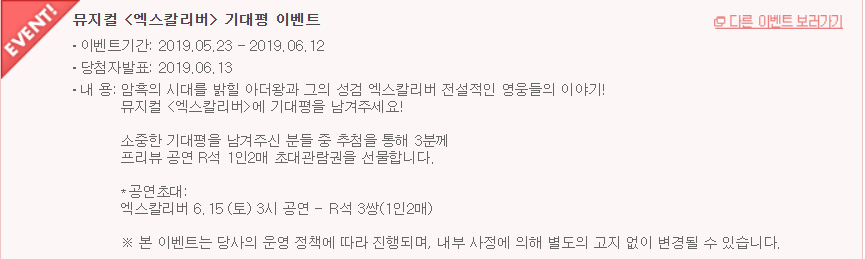 EVENT!
뮤지컬 <엑스칼리버> 기대평 이벤트
다른 이벤트 보러가기
- 이벤트기간: 2019.05.23 - 2019.06.12
- 당첨자발표: 2019.06.13
- 내 용: 암흑의 시대를 밝힐 아더왕과 그의 성검 엑스칼리버 전설적인 영웅들의 이야기!
뮤지컬 <엑스칼리버>에 기대평을 남겨주세요!
소중한 기대평을 남겨주신 분들 중 추첨을 통해 3분께
프리뷰 공연 R석 1인2매 초대관람권을 선물합니다.
*공연초대:
엑스칼리버 6.15 (토) 3시 공연 - R석 3쌍(1인2매)
※ 본 이벤트는 당사의 운영 정책에 따라 진행되며, 내부 사정에 의해 별도의 고지 없이 변경될 수 있습니다.